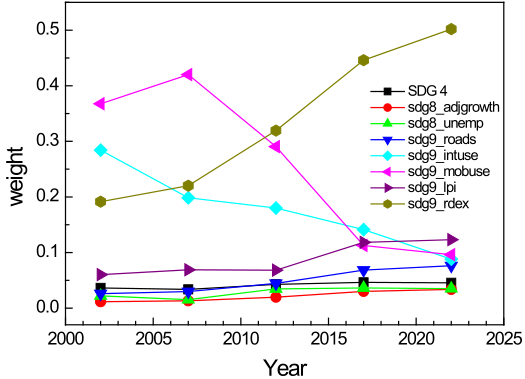 0.5
0.4
0.3
0.2
0.1
0.0
weight
SDG 4
sdg8_adjgrowth
sdg8_unemp
sdg9_roads
sdg9_intuse
sdg9_mobuse
sdg9_lpi
sdg9_rdex
2000 2005 2010 2015 2020 2025
Year